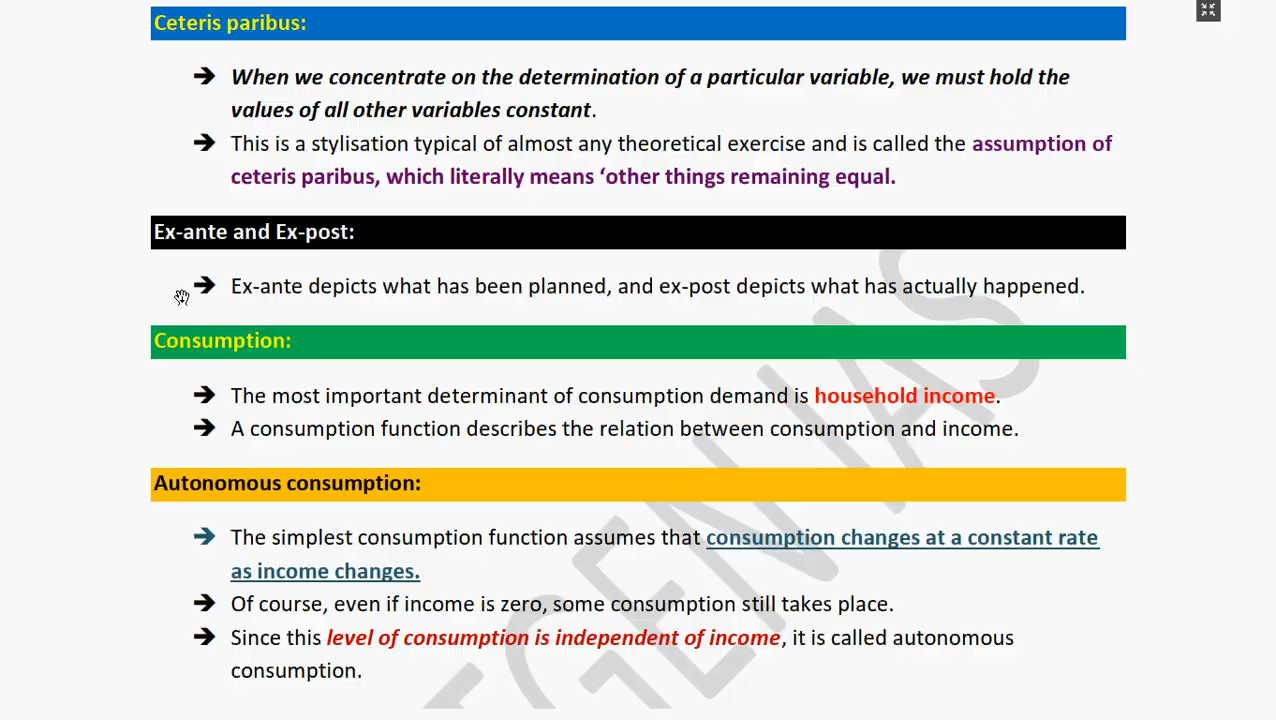 Ceteris paribus:
➔ When we concentrate on the determination of a particular variable, we must hold the
values of all other variables constant.
➔ This is a stylisation typical of almost any theoretical exercise and is called the assumption of
ceteris paribus, which literally means ‘other things remaining equal.
Ex-ante and Ex-post:
➔ Ex-ante depicts what has been planned, and ex-post depicts what has actually happened.
Consumption:
➔ The most important determinant of consumption demand is household income.
➔ A consumption function describes the relation between consumption and income.
Autonomous consumption:
➔ The simplest consumption function assumes that consumption changes at a constant rate
as income changes.
➔ Of course, even if income is zero, some consumption still takes place.
➔ Since this level of consumption is independent of income, it is called autonomous
consumption.